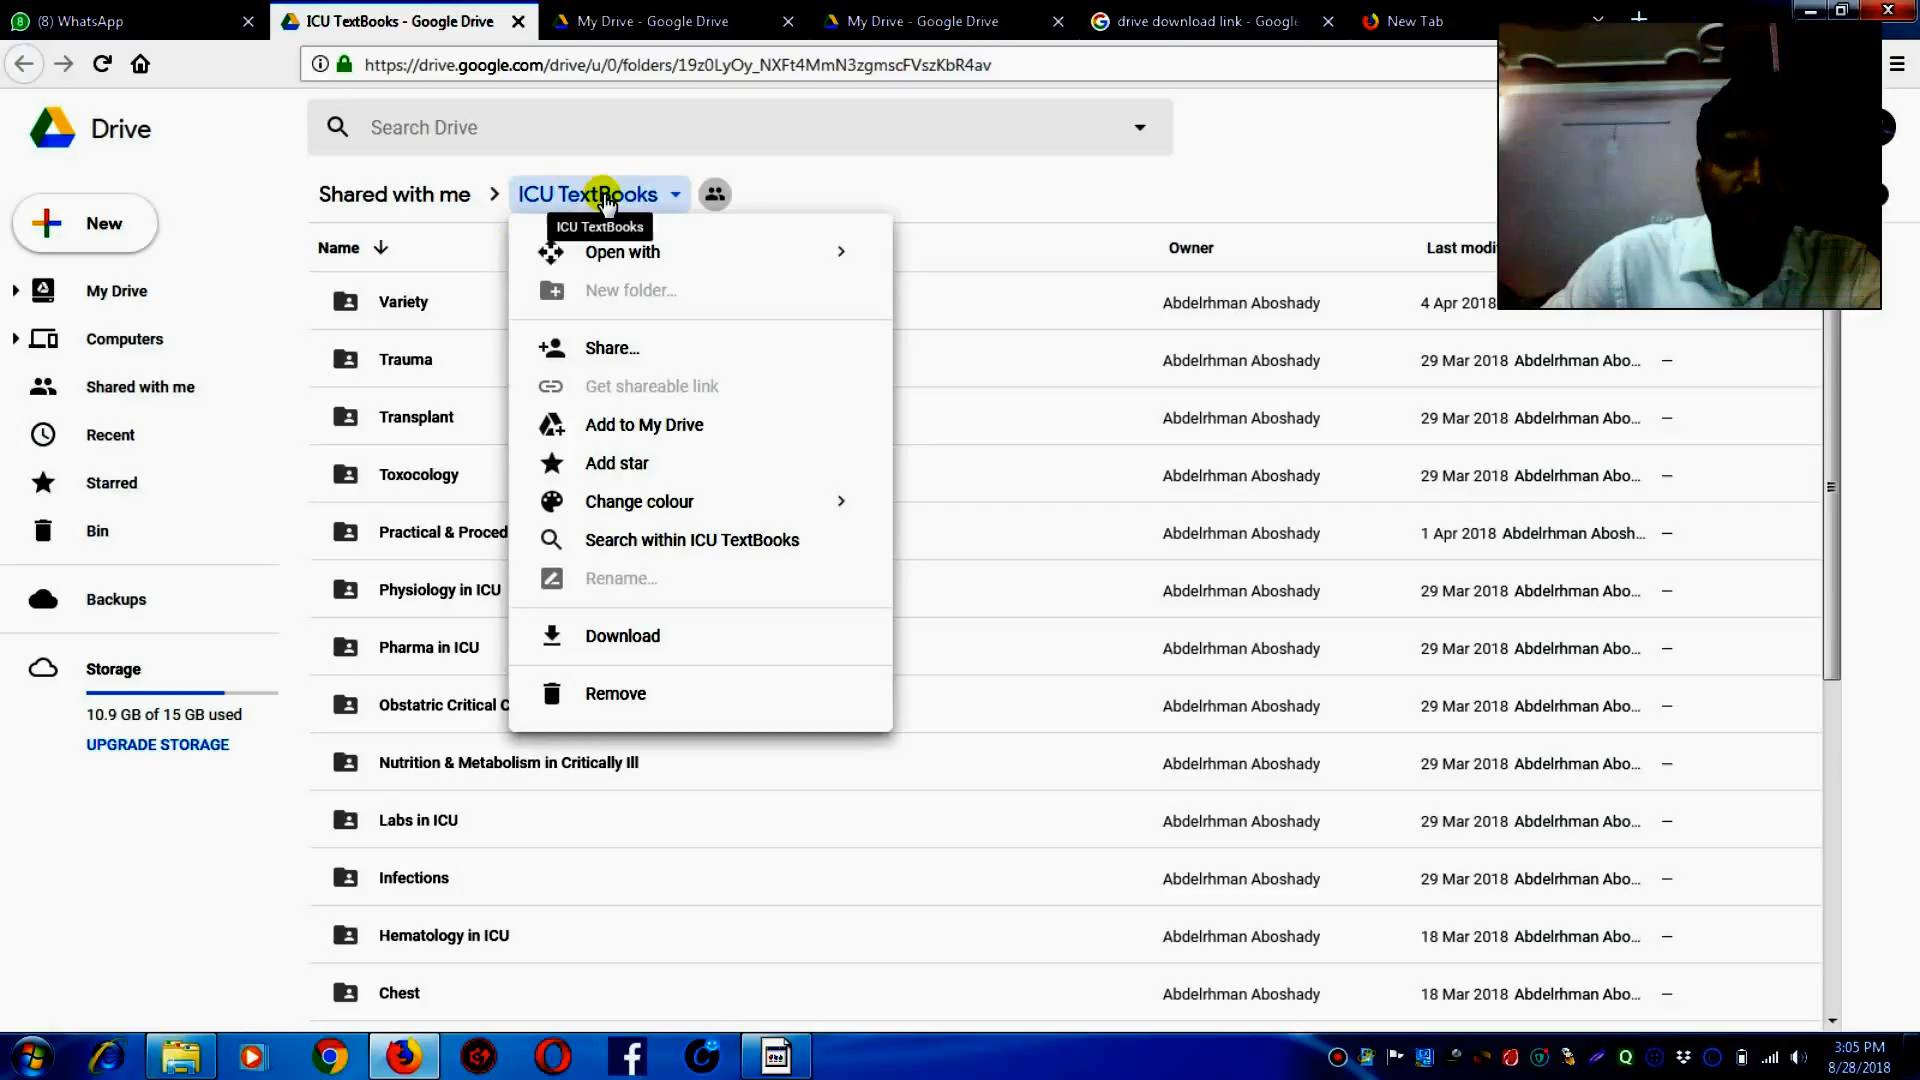 (8) WhatsApp
ICU TextBooks - Google Drive
My Drive - Google Drive
My Drive - Google Drive
drive download link - Google
New Tab
https://drive.google.com/drive/u/0/folders/19z0LyOy_NXFt4MmN3zgmscFVszKbR4av
Drive
Search Drive
Shared with me
ICU TextBooks
ICU TextBooks
New
My Drive
Computers
Shared with me
Recent
Starred
Bin
Backups
Storage
10.9 GB of 15 GB used
UPGRADE STORAGE
Open with
New folder...
Share...
Get shareable link
Add to My Drive
Add star
Change colour
Search within ICU TextBooks
Rename...
Download
Remove
Name Owner Last modi
Variety Abdelrhman Aboshady 4 Apr 2018
Trauma Abdelrhman Aboshady 29 Mar 2018 Abdelrhman Abo... —
Transplant Abdelrhman Aboshady 29 Mar 2018 Abdelrhman Abo... —
Toxocology Abdelrhman Aboshady 29 Mar 2018 Abdelrhman Abo... —
Practical & Proced Abdelrhman Aboshady 1 Apr 2018 Abdelrhman Abosh... —
Physiology in ICU Abdelrhman Aboshady 29 Mar 2018 Abdelrhman Abo... —
Pharma in ICU Abdelrhman Aboshady 29 Mar 2018 Abdelrhman Abo... —
Obstatric Critical C Abdelrhman Aboshady 29 Mar 2018 Abdelrhman Abo... —
Nutrition & Metabolism in Critically Ill Abdelrhman Aboshady 29 Mar 2018 Abdelrhman Abo... —
Labs in ICU Abdelrhman Aboshady 29 Mar 2018 Abdelrhman Abo... —
Infections Abdelrhman Aboshady 29 Mar 2018 Abdelrhman Abo... —
Hematology in ICU Abdelrhman Aboshady 18 Mar 2018 Abdelrhman Abo... —
Chest Abdelrhman Aboshady 18 Mar 2018 Abdelrhman Abo... —
3:05 PM
8/28/2018